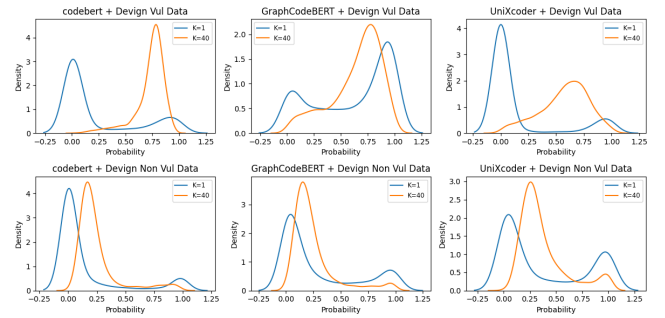 codebert + Devign Vul Data
K=1
K=40
Density
4
3
2
1
0
−0.25 0.00 0.25 0.50 0.75 1.00 1.25
Probability
GraphCodeBERT + Devign Vul Data
K=1
K=40
Density
2.0
1.5
1.0
0.5
0.0
−0.25 0.00 0.25 0.50 0.75 1.00 1.25
Probability
UniXcoder + Devign Vul Data
K=1
K=40
Density
4
3
2
1
0
−0.25 0.00 0.25 0.50 0.75 1.00 1.25
Probability
codebert + Devign Non Vul Data
K=1
K=40
Density
4
3
2
1
0
−0.25 0.00 0.25 0.50 0.75 1.00 1.25
Probability
GraphCodeBERT + Devign Non Vul Data
K=1
K=40
Density
4
3
2
1
0
−0.25 0.00 0.25 0.50 0.75 1.00 1.25
Probability
UniXcoder + Devign Non Vul Data
K=1
K=40
Density
3.0
2.5
2.0
1.5
1.0
0.5
0.0
−0.25 0.00 0.25 0.50 0.75 1.00 1.25
Probability